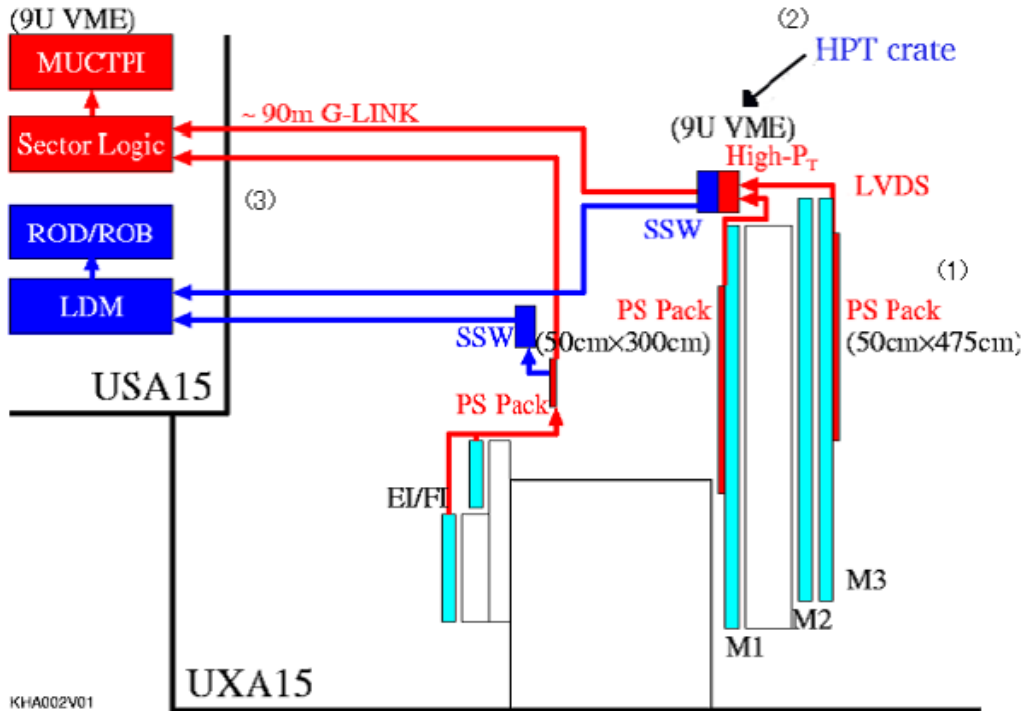 (9U VME)
MUCTPI
Sector Logic
~ 90m G-LINK
(2)
HPT crate
(9U VME)
High-PT
LVDS
(3)
ROD/ROB
LDM
SSW
SSW
(1)
PS Pack
(50cm×300cm)
PS Pack
(50cm×475cm)
USA15
PS Pack
EI/FI
M3
M2
M1
UXA15
KHA002V01